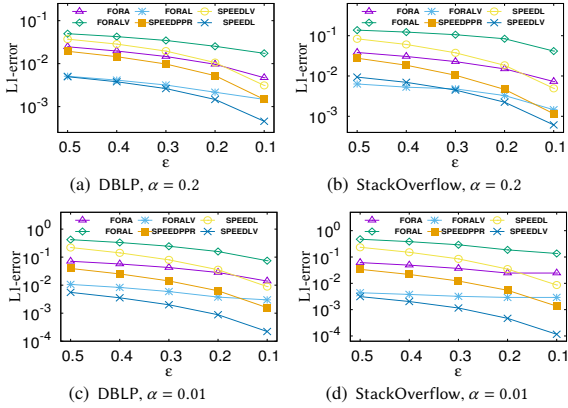 FORA FORALV SPEEDL
FORAL SPEEDPPR SPEEDLV
L1-error
10⁻¹
10⁻²
10⁻³
0.5 0.4 0.3 0.2 0.1
ε
(a) DBLP, α = 0.2
FORA FORALV SPEEDL
FORAL SPEEDPPR SPEEDLV
L1-error
10⁻¹
10⁻²
10⁻³
0.5 0.4 0.3 0.2 0.1
ε
(b) StackOverflow, α = 0.2
FORA FORALV SPEEDL
FORAL SPEEDPPR SPEEDLV
L1-error
10⁰
10⁻¹
10⁻²
10⁻³
10⁻⁴
0.5 0.4 0.3 0.2 0.1
ε
(c) DBLP, α = 0.01
FORA FORALV SPEEDL
FORAL SPEEDPPR SPEEDLV
L1-error
10⁰
10⁻¹
10⁻²
10⁻³
10⁻⁴
0.5 0.4 0.3 0.2 0.1
ε
(d) StackOverflow, α = 0.01